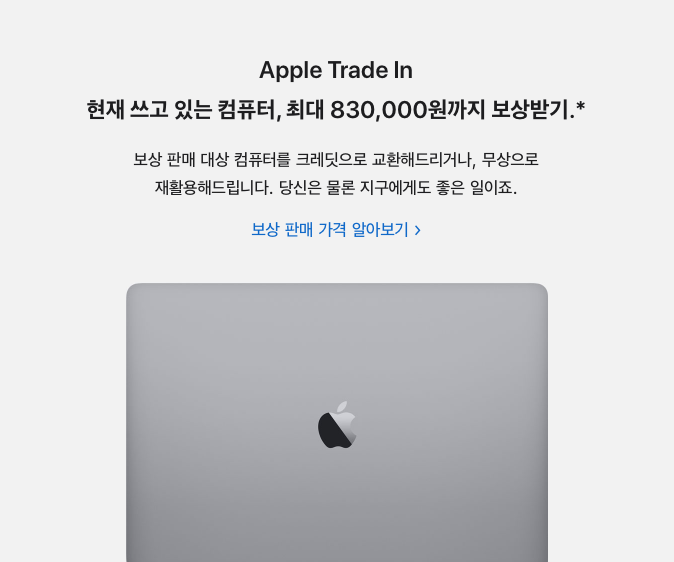 Apple Trade In
현재 쓰고 있는 컴퓨터, 최대 830,000원까지 보상받기.*
보상 판매 대상 컴퓨터를 크레딧으로 교환해드리거나, 무상으로
재활용해드립니다. 당신은 물론 지구에게도 좋은 일이죠.
보상 판매 가격 알아보기 >